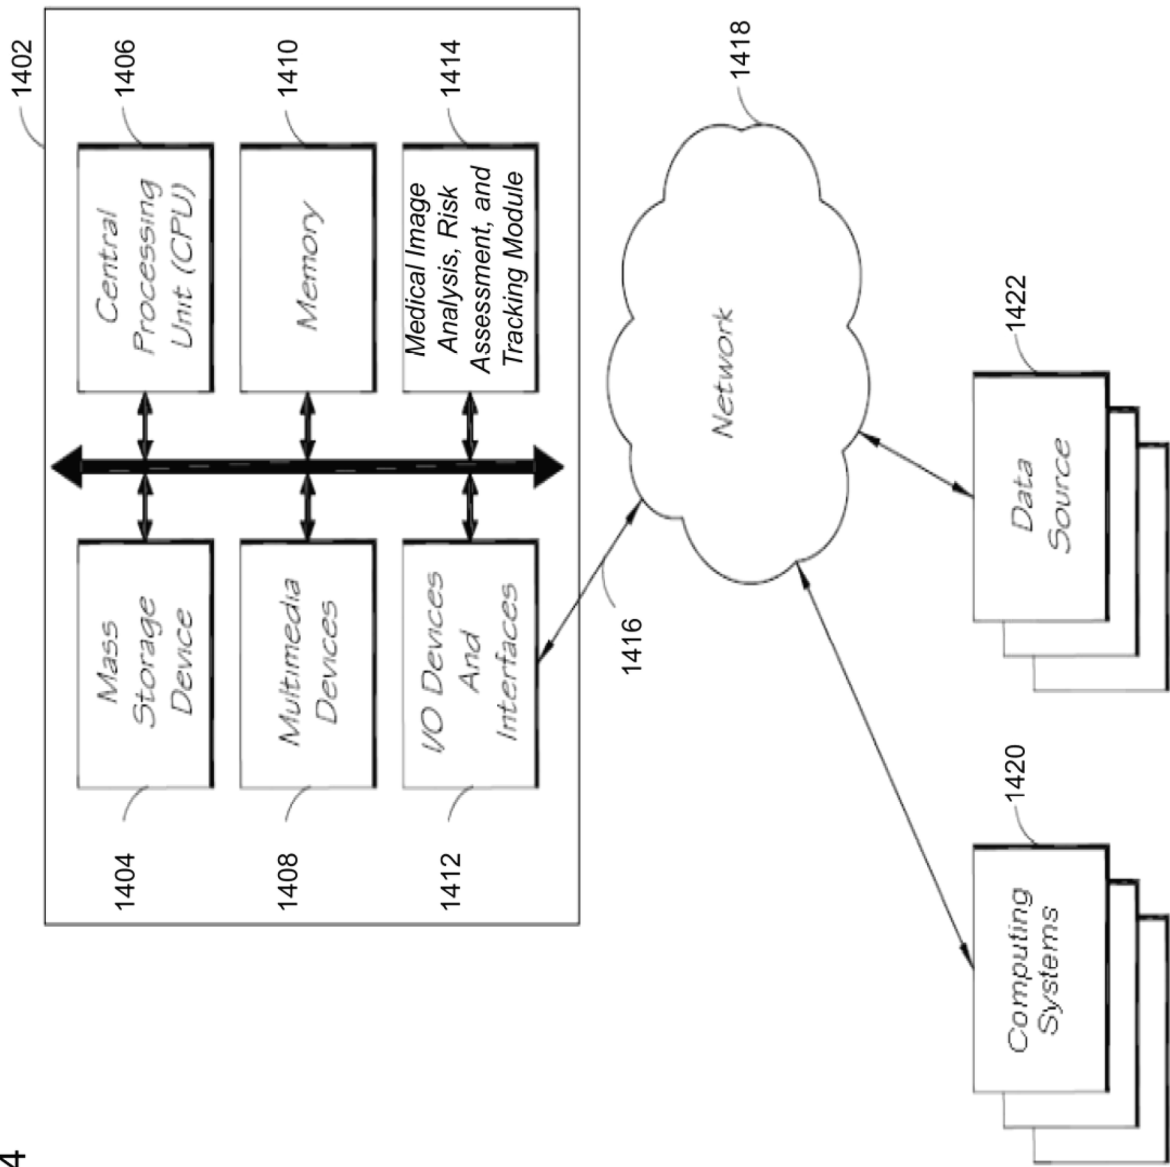 1402
1404
Mass
Storage
Device
1406
Central
Processing
Unit (CPU)
1408
Multimedia
Devices
1410
Memory
1412
I/O Devices
And
Interfaces
1414
Medical Image
Analysis, Risk
Assessment, and
Tracking Module
1416
1418
Network
1420
Computing
Systems
1422
Data
Source
4